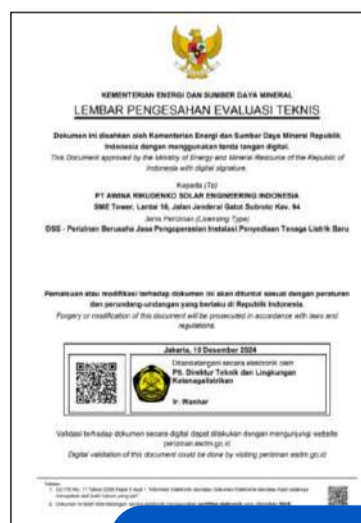 KEMENTERIAN ENERGI DAN SUMBER DAYA MINERAL
LEMBAR PENGESAHAN EVALUASI TEKNIS
Dokumen ini disahkan oleh Kementerian Energi dan Sumber Daya Mineral Republik
Indonesia dengan menggunakan tanda tangan digital.
This Document approved by the Ministry of Energy and Mineral Resource of the Republic of
Indonesia with digital signature.
Kepada (To)
PT AWINA RIKUDENKO SOLAR ENGINEERING INDONESIA
SME Tower, Lantai 16, Jalan Jenderal Gatot Subroto Kav. 94
Jenis Perizinan (Licensing Type)
OSS - Perizinan Berusaha Jasa Pengoperasian Instalasi Penyediaan Tenaga Listrik Baru
Pemalsuan atau modifikasi terhadap dokumen ini akan dituntut sesuai dengan peraturan
dan perundang-undangan yang berlaku di Republik Indonesia.
Forgery or modification of this document will be prosecuted in accordance with laws and
regulations.
Jakarta, 10 Desember 2024
Ditandatangani secara elektronik oleh:
Plt. Direktur Teknik dan Lingkungan
Ketenagalistrikan
Ir. Wanhar
Validasi terhadap dokumen secara digital dapat dilakukan dengan mengunjungi website
perizinan.esdm.go.id
Digital validation of this document could be done by visiting perizinan.esdm.go.id